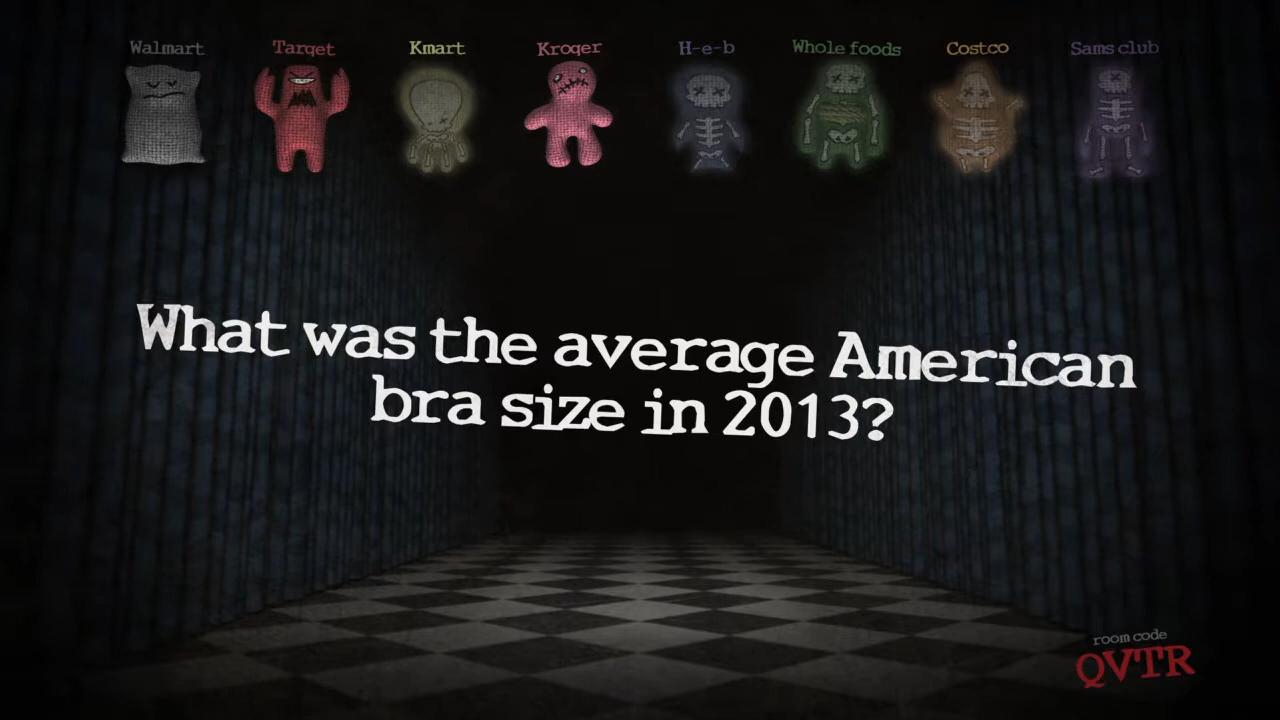 Walmart Target Kmart Kroger H-e-b Whole foods Costco Sams club
What was the average American
bra size in 2013?
room code
QVTR